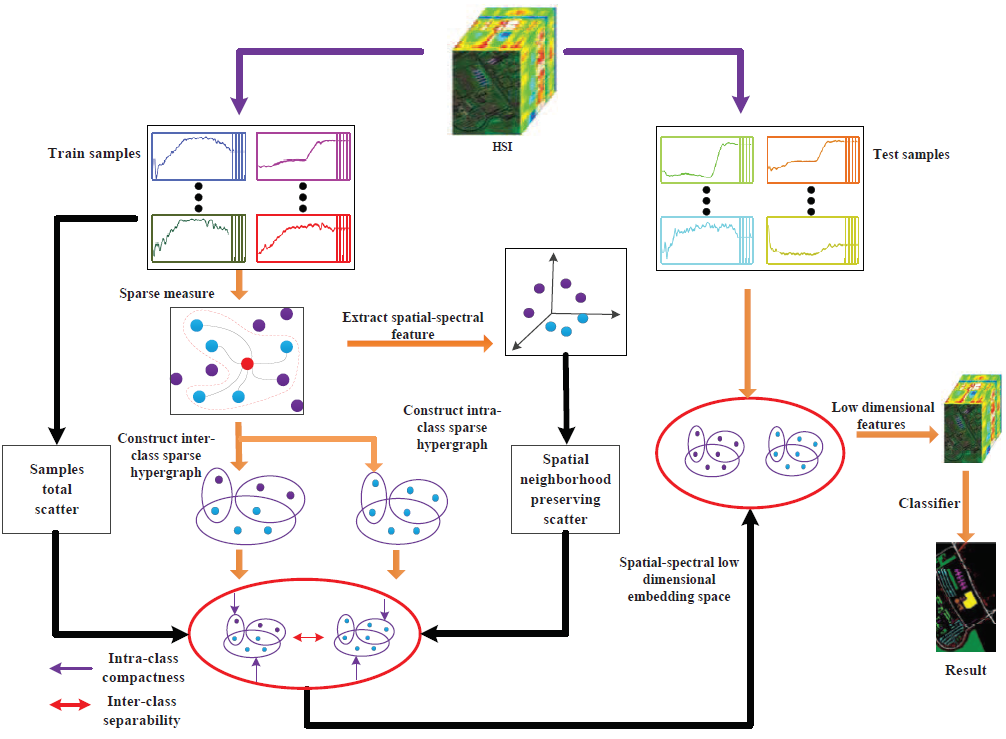 HSI
Train samples
Test samples
Sparse measure
Extract spatial-spectral
feature
Construct inter-
class sparse
hypergraph
Construct intra-
class sparse
hypergraph
Low dimensional
features
Samples
total
scatter
Spatial
neighborhood
preserving
scatter
Classifier
Spatial-spectral low
dimensional
embedding space
Intra-class
compactness
Inter-class
separability
Result